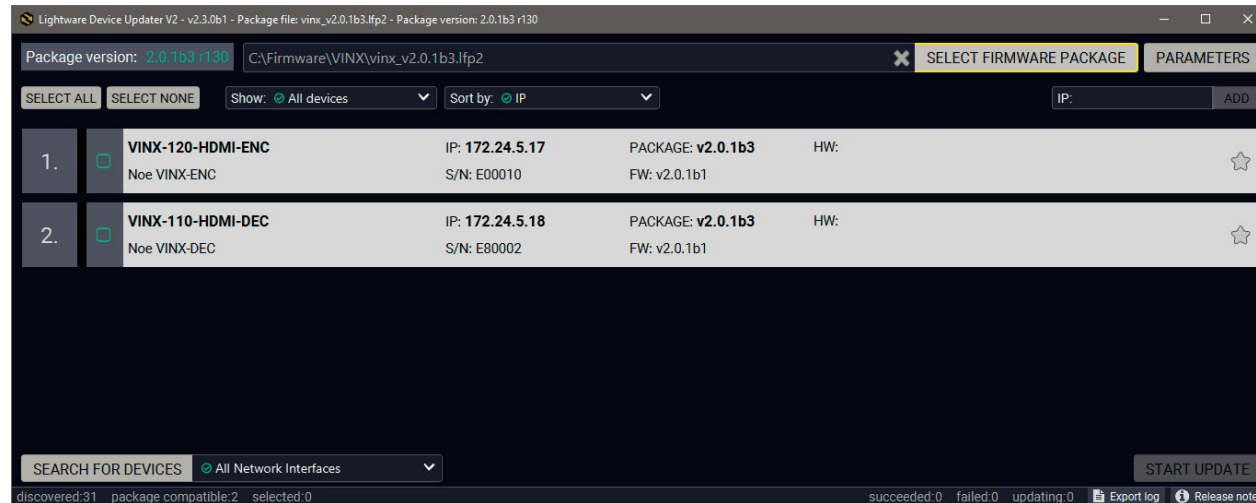 Lightware Device Updater V2 - v2.3.0b1 - Package file: vinx_v2.0.1b3.lfp2 - Package version: 2.0.1b3 r130
Package version: 2.0.1b3 r130 C:\Firmware\VINX\vinx_v2.0.1b3.lfp2 SELECT FIRMWARE PACKAGE PARAMETERS
SELECT ALL SELECT NONE Show: All devices Sort by: IP IP: ADD
1. VINX-120-HDMI-ENC IP: 172.24.5.17 PACKAGE: v2.0.1b3 HW:
Noe VINX-ENC S/N: E00010 FW: v2.0.1b1
2. VINX-110-HDMI-DEC IP: 172.24.5.18 PACKAGE: v2.0.1b3 HW:
Noe VINX-DEC S/N: E80002 FW: v2.0.1b1
SEARCH FOR DEVICES All Network Interfaces START UPDATE
discovered:31 package compatible:2 selected:0 succeeded:0 failed:0 updating:0 Export log Release note